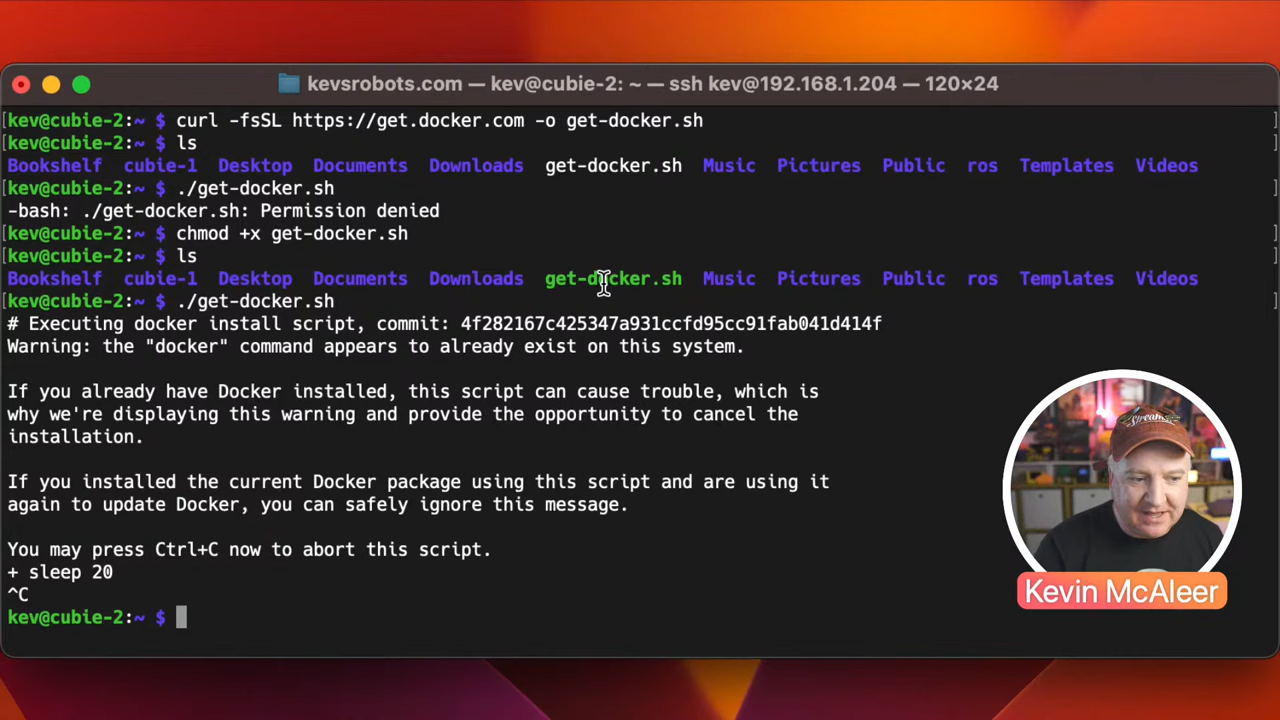 kevsrobots.com — kev@cubie-2: ~ — ssh kev@192.168.1.204 — 120×24
[kev@cubie-2:~ $ curl -fsSL https://get.docker.com -o get-docker.sh ]
[kev@cubie-2:~ $ ls ]
Bookshelf cubie-1 Desktop Documents Downloads get-docker.sh Music Pictures Public ros Templates Videos
[kev@cubie-2:~ $ ./get-docker.sh ]
-bash: ./get-docker.sh: Permission denied
[kev@cubie-2:~ $ chmod +x get-docker.sh ]
[kev@cubie-2:~ $ ls ]
Bookshelf cubie-1 Desktop Documents Downloads get-docker.sh Music Pictures Public ros Templates Videos
[kev@cubie-2:~ $ ./get-docker.sh ]
# Executing docker install script, commit: 4f282167c425347a931ccfd95cc91fab041d414f
Warning: the "docker" command appears to already exist on this system.
If you already have Docker installed, this script can cause trouble, which is
why we're displaying this warning and provide the opportunity to cancel the
installation.
If you installed the current Docker package using this script and are using it
again to update Docker, you can safely ignore this message.
You may press Ctrl+C now to abort this script.
+ sleep 20
^C
kev@cubie-2:~ $
Kevin McAleer